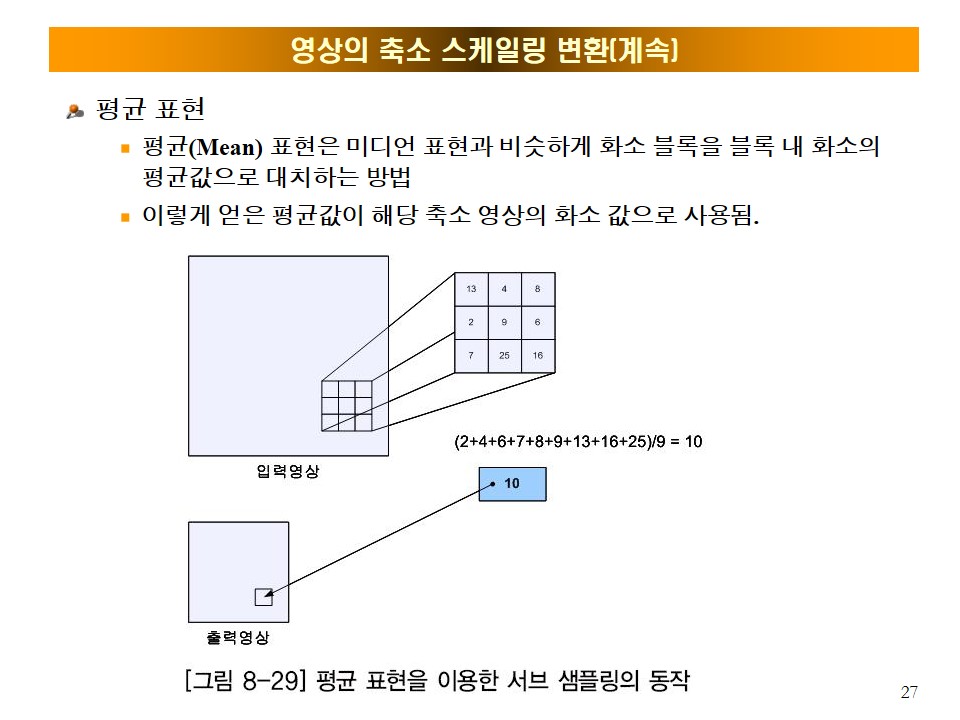 영상의 축소 스케일링 변환(계속)
평균 표현
평균(Mean) 표현은 미디언 표현과 비슷하게 화소 블록을 블록 내 화소의
평균값으로 대치하는 방법
이렇게 얻은 평균값이 해당 축소 영상의 화소 값으로 사용됨.
13 4 8
2 9 6
7 25 16
(2+4+6+7+8+9+13+16+25)/9 = 10
입력영상
10
출력영상
[그림 8-29] 평균 표현을 이용한 서브 샘플링의 동작
27